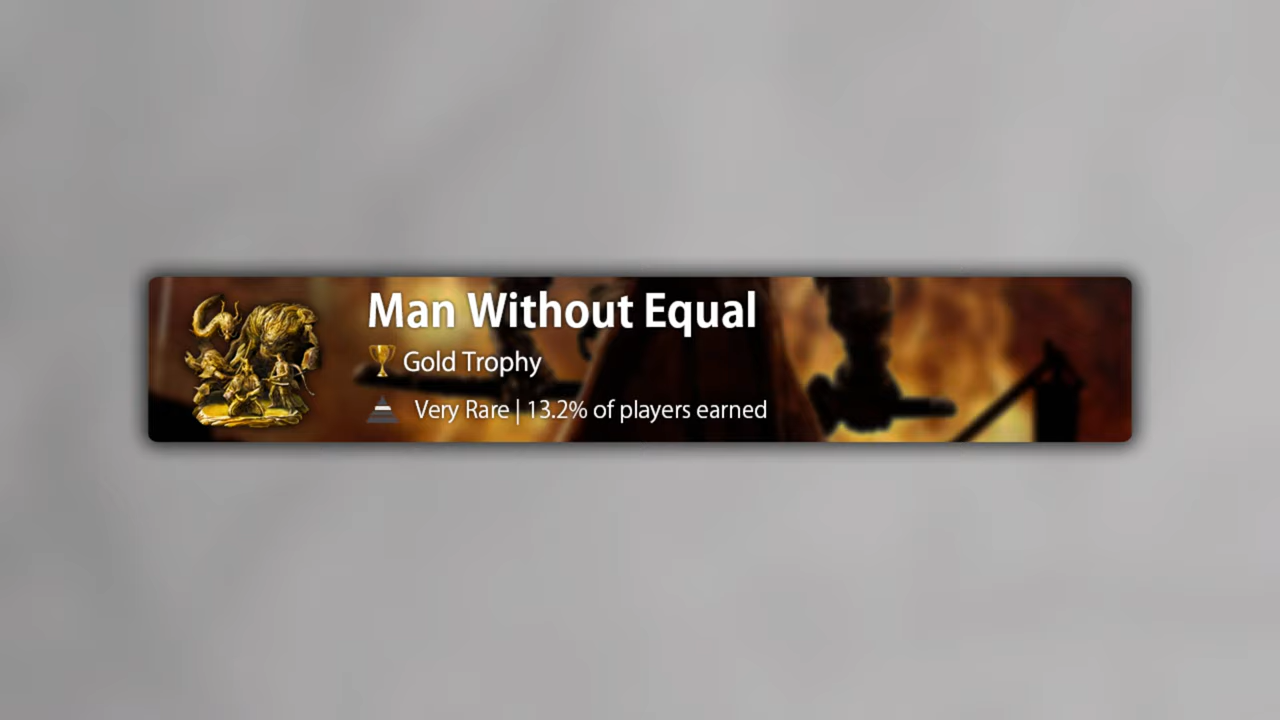 Man Without Equal
Gold Trophy
Very Rare | 13.2% of players earned